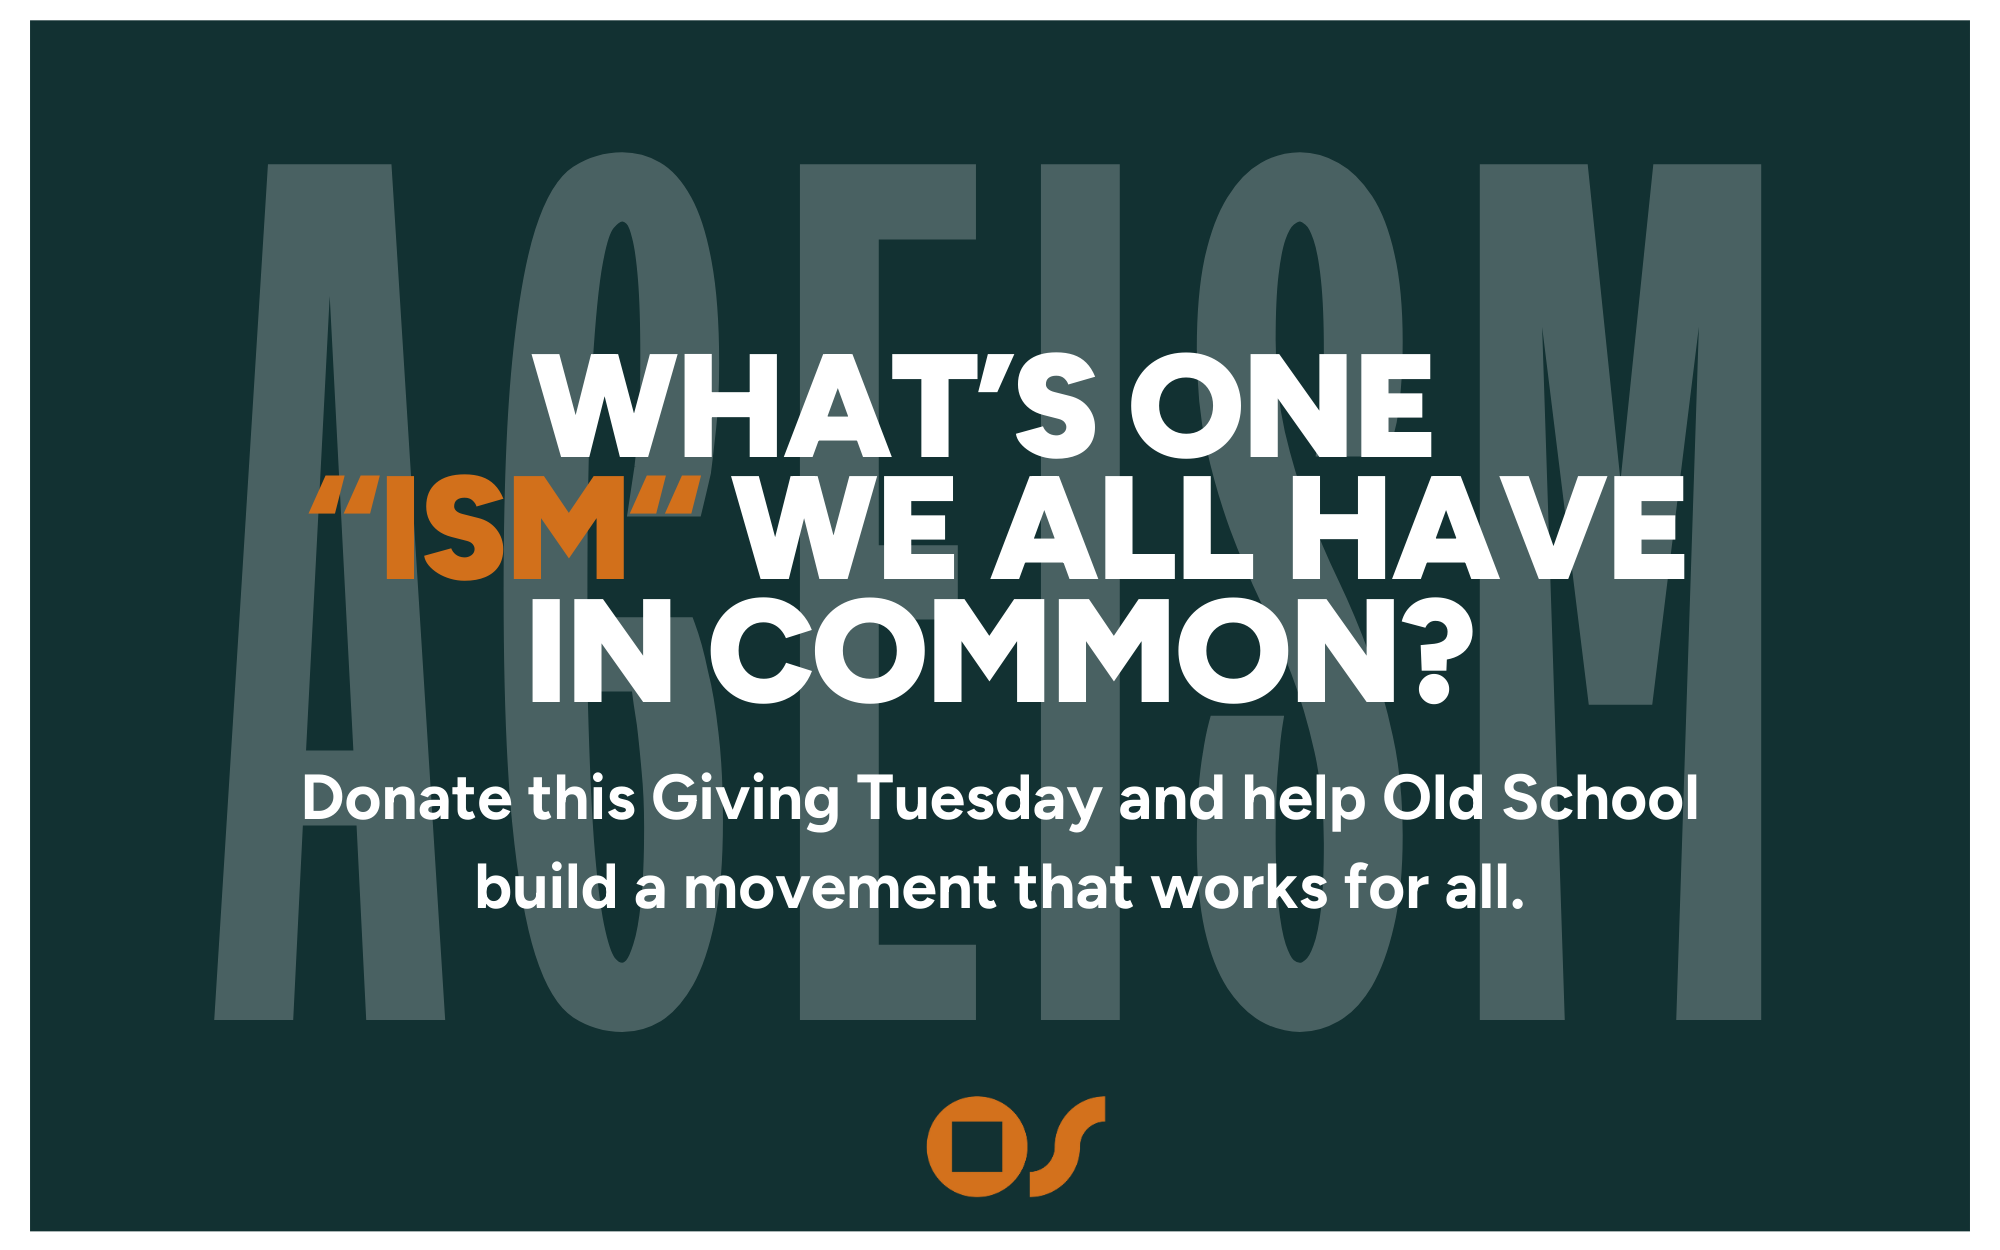 AGEISM
WHAT’S ONE
“ISM“ WE ALL HAVE
IN COMMON?
Donate this Giving Tuesday and help Old School
build a movement that works for all.
OS